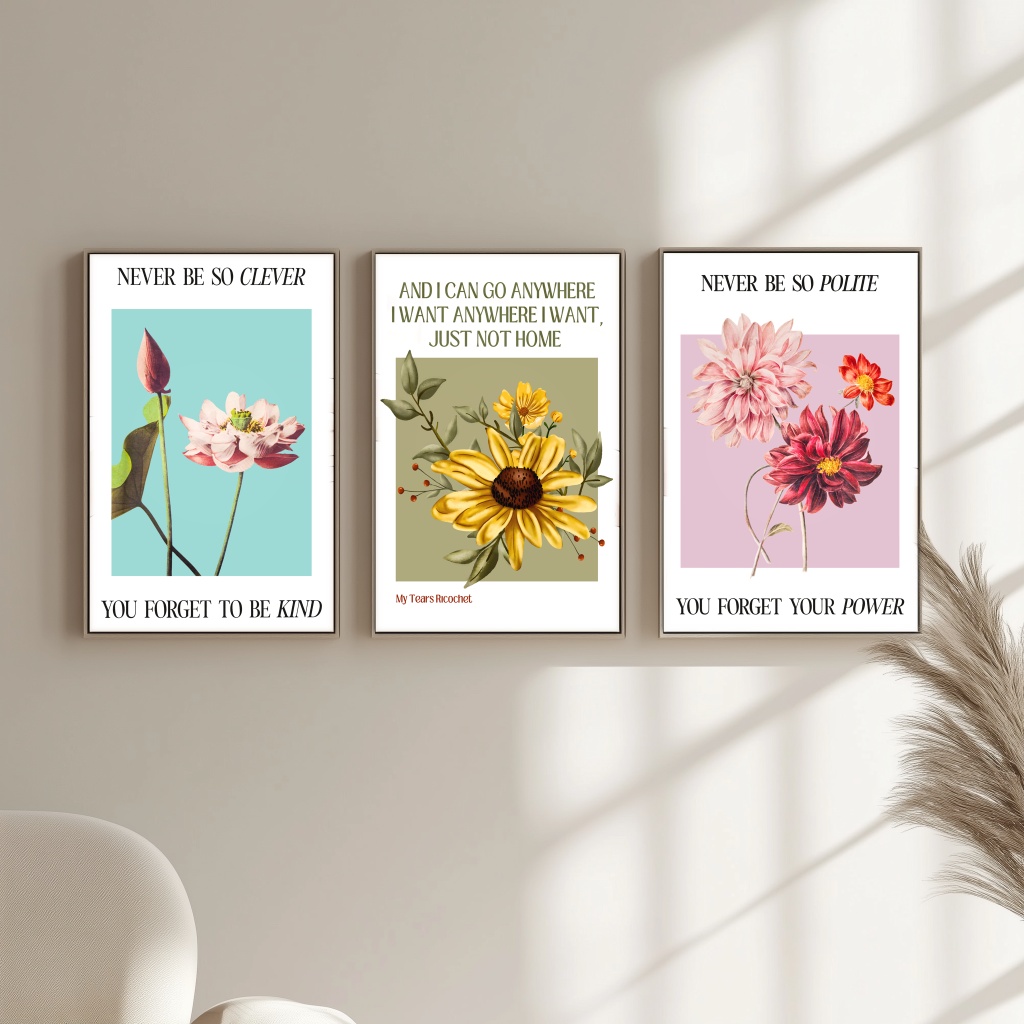 NEVER BE SO CLEVER
YOU FORGET TO BE KIND
AND I CAN GO ANYWHERE
I WANT ANYWHERE I WANT,
JUST NOT HOME
My Tears Ricochet
NEVER BE SO POLITE
YOU FORGET YOUR POWER